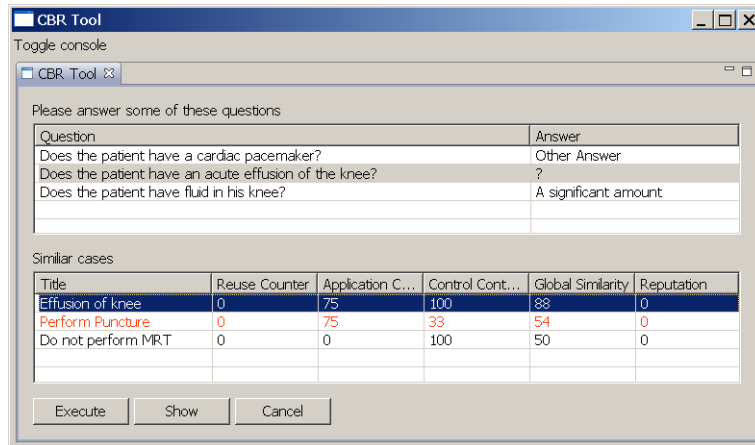 CBR Tool
Toggle console
CBR Tool
Please answer some of these questions
Question Answer
Does the patient have a cardiac pacemaker? Other Answer
Does the patient have an acute effusion of the knee? ?
Does the patient have fluid in his knee? A significant amount
Similiar cases
Title Reuse Counter Application C... Control Cont... Global Similarity Reputation
Effusion of knee 0 75 100 88 0
Perform Puncture 0 75 33 54 0
Do not perform MRT 0 0 100 50 0
Execute Show Cancel